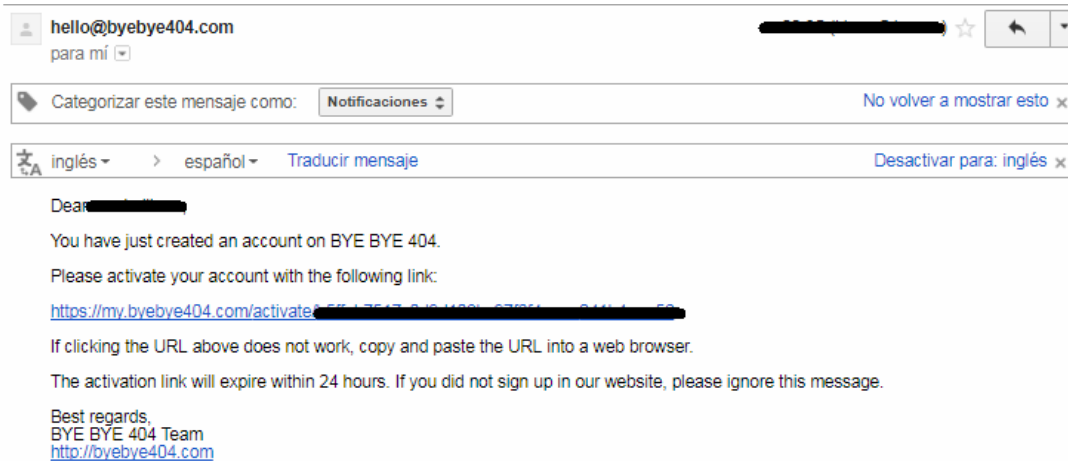 hello@byebye404.com
para mí
Categorizar este mensaje como: Notificaciones No volver a mostrar esto x
inglés > español Traducir mensaje Desactivar para: inglés x
Dear
You have just created an account on BYE BYE 404.
Please activate your account with the following link:
https://my.byebye404.com/activate
If clicking the URL above does not work, copy and paste the URL into a web browser.
The activation link will expire within 24 hours. If you did not sign up in our website, please ignore this message.
Best regards,
BYE BYE 404 Team
http://byebye404.com